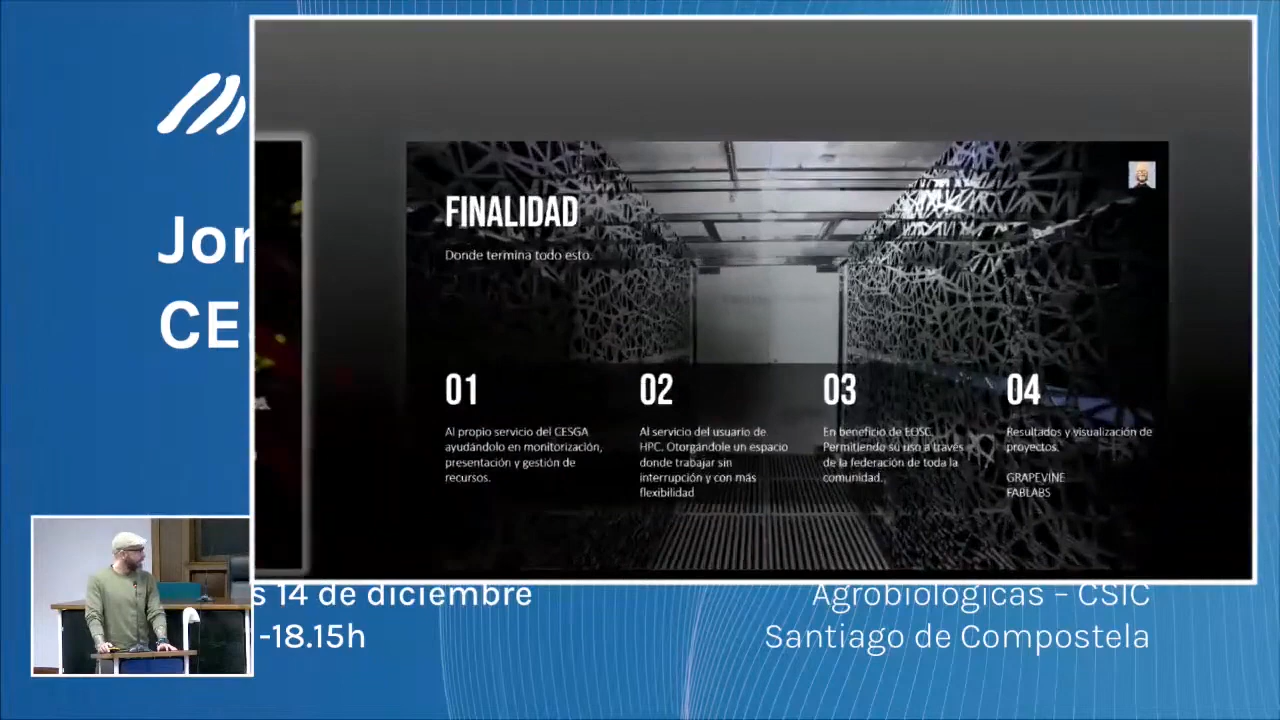 Jor
CE
FINALIDAD
Donde termina todo esto.
01
Al propio servicio del CESGA
ayudándolo en monitorización,
presentación y gestión de
recursos.
02
Al servicio del usuario de
HPC. Otorgándole un espacio
donde trabajar sin
interrupción y con más
flexibilidad
03
En beneficio de EOSC.
Permitiendo su uso a través
de la federación de toda la
comunidad.
04
Resultados y visualización de
proyectos.
GRAPEVINE
FABLABS
s 14 de diciembre
-18.15h
Agrobiológicas – CSIC
Santiago de Compostela